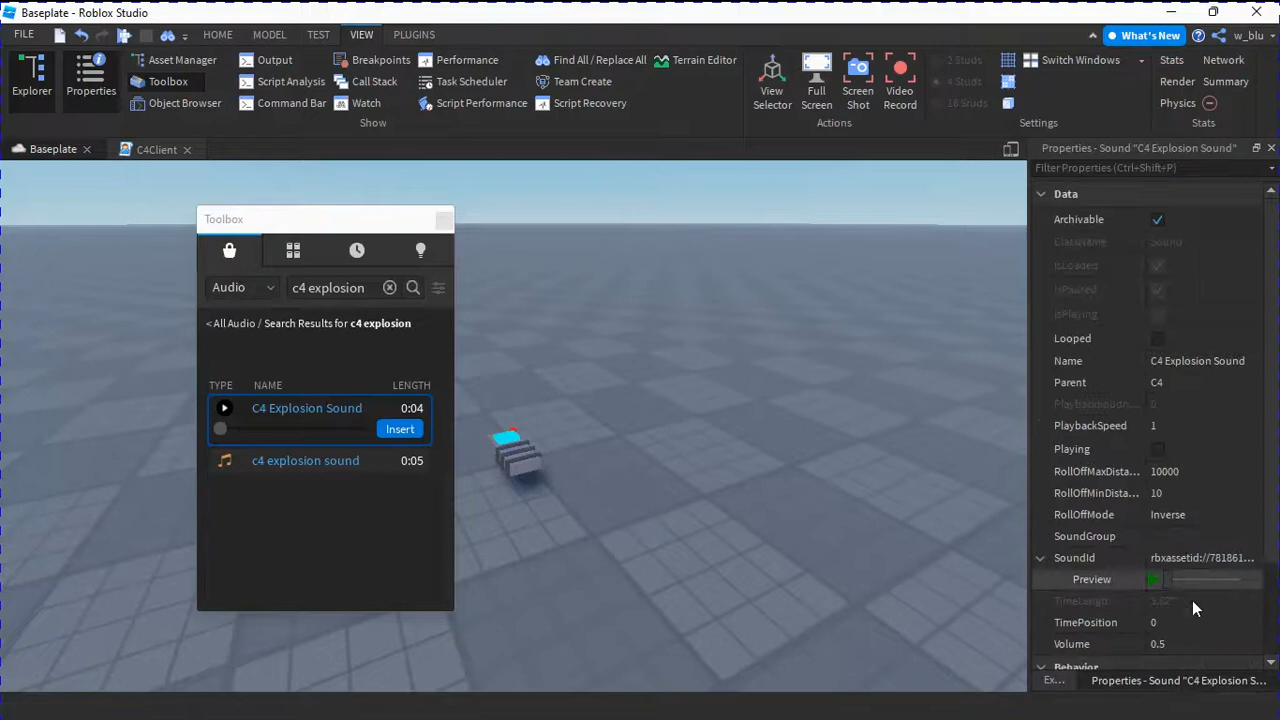 Baseplate - Roblox Studio
FILE HOME MODEL TEST VIEW PLUGINS What's New w_blu
Explorer
Properties
Asset Manager
Toolbox
Object Browser
Output
Script Analysis
Command Bar
Breakpoints
Call Stack
Watch
Performance
Task Scheduler
Script Performance
Find All / Replace All
Team Create
Script Recovery
Terrain Editor
Show
View Selector
Full Screen
Screen Shot
Video Record
Actions
2 Studs
4 Studs
16 Studs
Switch Windows
Settings
Stats Network
Render Summary
Physics
Stats
Baseplate C4Client
Properties - Sound "C4 Explosion Sound"
Filter Properties (Ctrl+Shift+P)
Toolbox
Audio c4 explosion
< All Audio / Search Results for c4 explosion
TYPE NAME LENGTH
C4 Explosion Sound 0:04
Insert
c4 explosion sound 0:05
Data
Archivable
ClassName Sound
IsLoaded
IsPaused
IsPlaying
Looped
Name C4 Explosion Sound
Parent C4
PlaybackSpeed 1
Playing
RollOffMaxDista... 10000
RollOffMinDista... 10
RollOffMode Inverse
SoundGroup
SoundId rbxassetid://781861...
Preview
TimeLength
TimePosition 0
Volume 0.5
Behavior
Ex... Properties - Sound "C4 Explosion S...